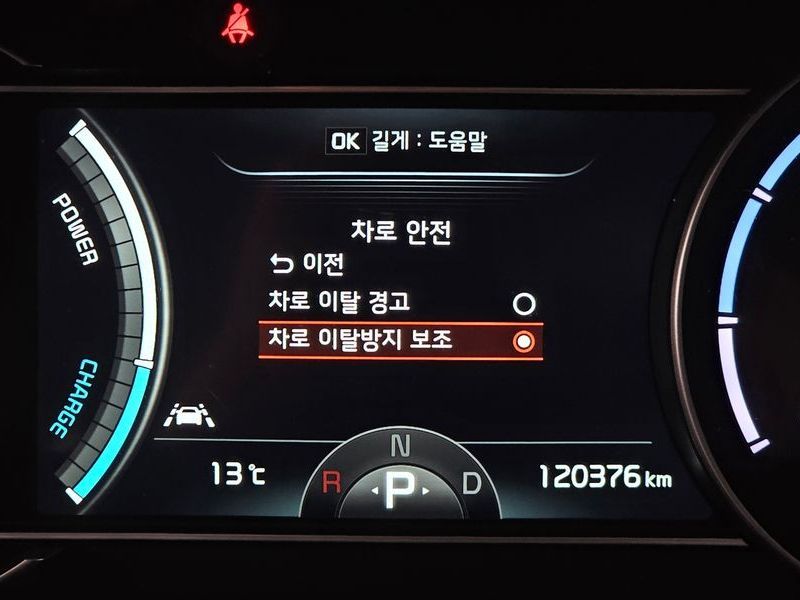 OK 길게 : 도움말
차로 안전
이전
차로 이탈 경고
차로 이탈방지 보조
POWER
CHARGE
N
R P D
13℃
120376 km